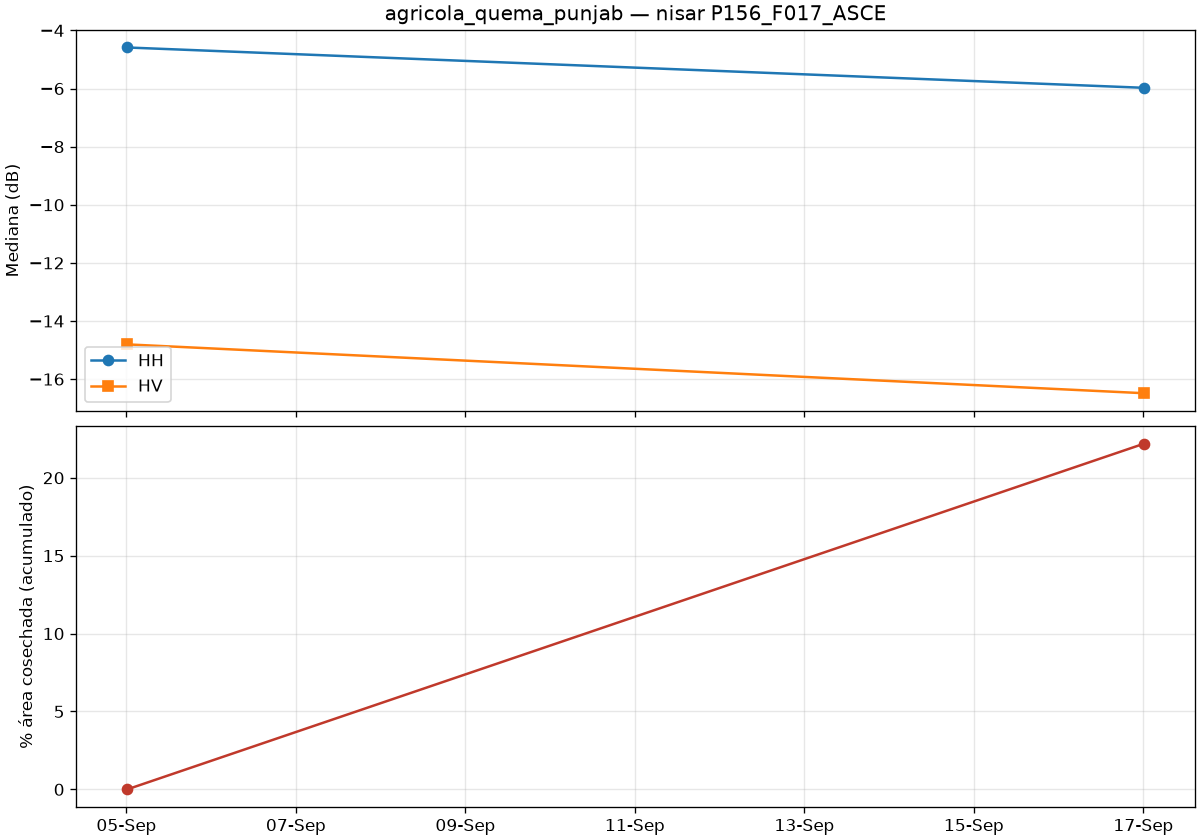 agricola_quema_punjab — nisar P156_F017_ASCE
Mediana (dB)
−4
−6
−8
−10
−12
−14
−16
HH
HV
% área cosechada (acumulado)
20
15
10
5
0
05-Sep 07-Sep 09-Sep 11-Sep 13-Sep 15-Sep 17-Sep